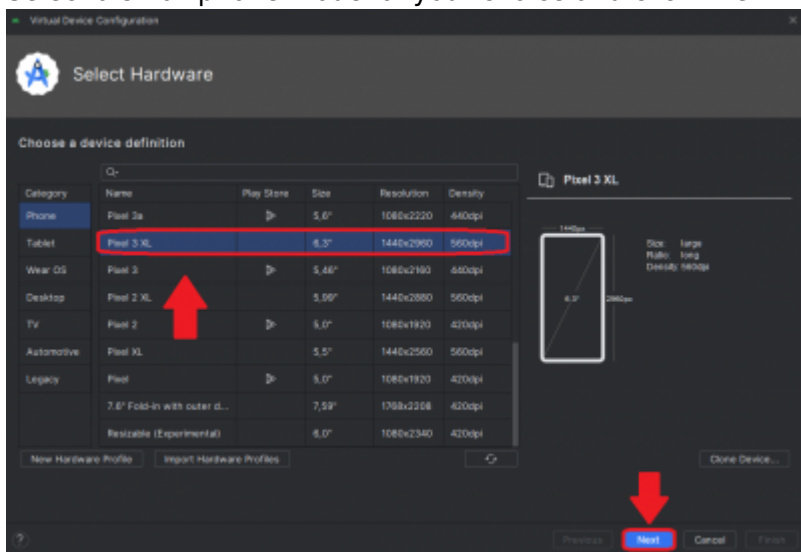 Virtual Device Configuration
Select Hardware
Choose a device definition
Category Name Play Store Size Resolution Density
Phone Pixel 3a 5,6" 1080x2220 440dpi
Tablet Pixel 3 XL 6,3" 1440x2960 560dpi
Wear OS Pixel 3 5,46" 1080x2160 440dpi
Desktop Pixel 2 XL 5,99" 1440x2880 560dpi
TV Pixel 2 5,0" 1080x1920 420dpi
Automotive Pixel XL 5,5" 1440x2560 560dpi
Legacy Pixel 5,0" 1080x1920 420dpi
7.6" Fold-in with outer d... 7,59" 1768x2208 420dpi
Resizable (Experimental) 6,0" 1080x2340 420dpi
New Hardware Profile Import Hardware Profiles
Pixel 3 XL
1440px
6,3" 2960px
Size: large
Ratio: long
Density: 560dpi
Clone Device...
? Previous Next Cancel Finish